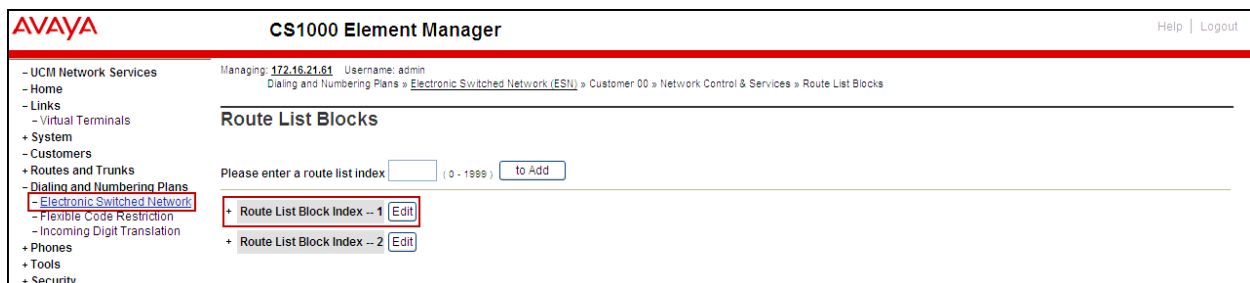 AVAYA
CS1000 Element Manager
Help | Logout
Managing: 172.16.21.61 Username: admin
Dialing and Numbering Plans » Electronic Switched Network (ESN) » Customer 00 » Network Control & Services » Route List Blocks
– UCM Network Services
– Home
– Links
– Virtual Terminals
+ System
– Customers
+ Routes and Trunks
– Dialing and Numbering Plans
– Electronic Switched Network
– Flexible Code Restriction
– Incoming Digit Translation
+ Phones
+ Tools
+ Security
Route List Blocks
Please enter a route list index ( 0 - 1999 ) to Add
+ Route List Block Index -- 1 Edit
+ Route List Block Index -- 2 Edit